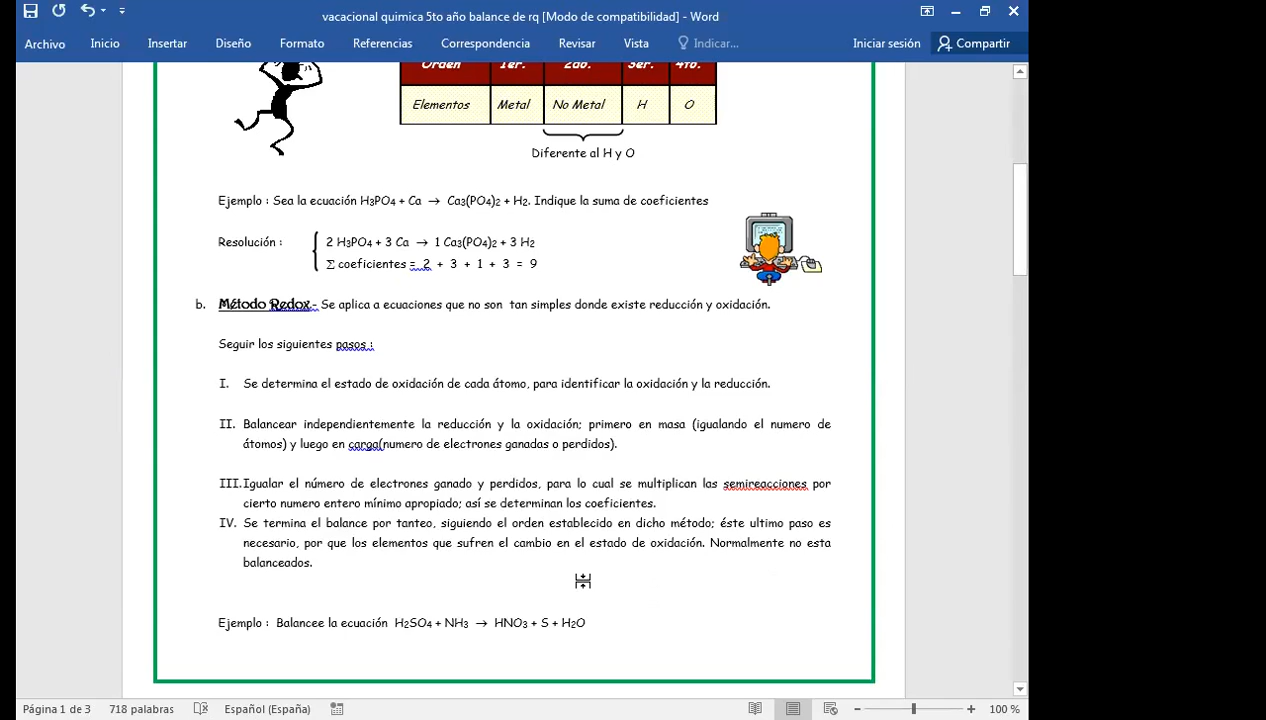 vacacional quimica 5to año balance de rq [Modo de compatibilidad] - Word
Archivo Inicio Insertar Diseño Formato Referencias Correspondencia Revisar Vista Indicar... Iniciar sesión Compartir
Orden 1er. 2do. 3er. 4to.
Elementos Metal No Metal H O
Diferente al H y O
Ejemplo : Sea la ecuación H3PO4 + Ca → Ca3(PO4)2 + H2. Indique la suma de coeficientes
Resolución : 2 H3PO4 + 3 Ca → 1 Ca3(PO4)2 + 3 H2
Σ coeficientes = 2 + 3 + 1 + 3 = 9
b. Método Redox.- Se aplica a ecuaciones que no son tan simples donde existe reducción y oxidación.
Seguir los siguientes pasos :
I. Se determina el estado de oxidación de cada átomo, para identificar la oxidación y la reducción.
II. Balancear independientemente la reducción y la oxidación; primero en masa (igualando el numero de
átomos) y luego en carga(numero de electrones ganadas o perdidos).
III.Igualar el número de electrones ganado y perdidos, para lo cual se multiplican las semireacciones por
cierto numero entero mínimo apropiado; así se determinan los coeficientes.
IV. Se termina el balance por tanteo, siguiendo el orden establecido en dicho método; éste ultimo paso es
necesario, por que los elementos que sufren el cambio en el estado de oxidación. Normalmente no esta
balanceados.
Ejemplo : Balancee la ecuación H2SO4 + NH3 → HNO3 + S + H2O
Página 1 de 3 718 palabras Español (España) 100 %